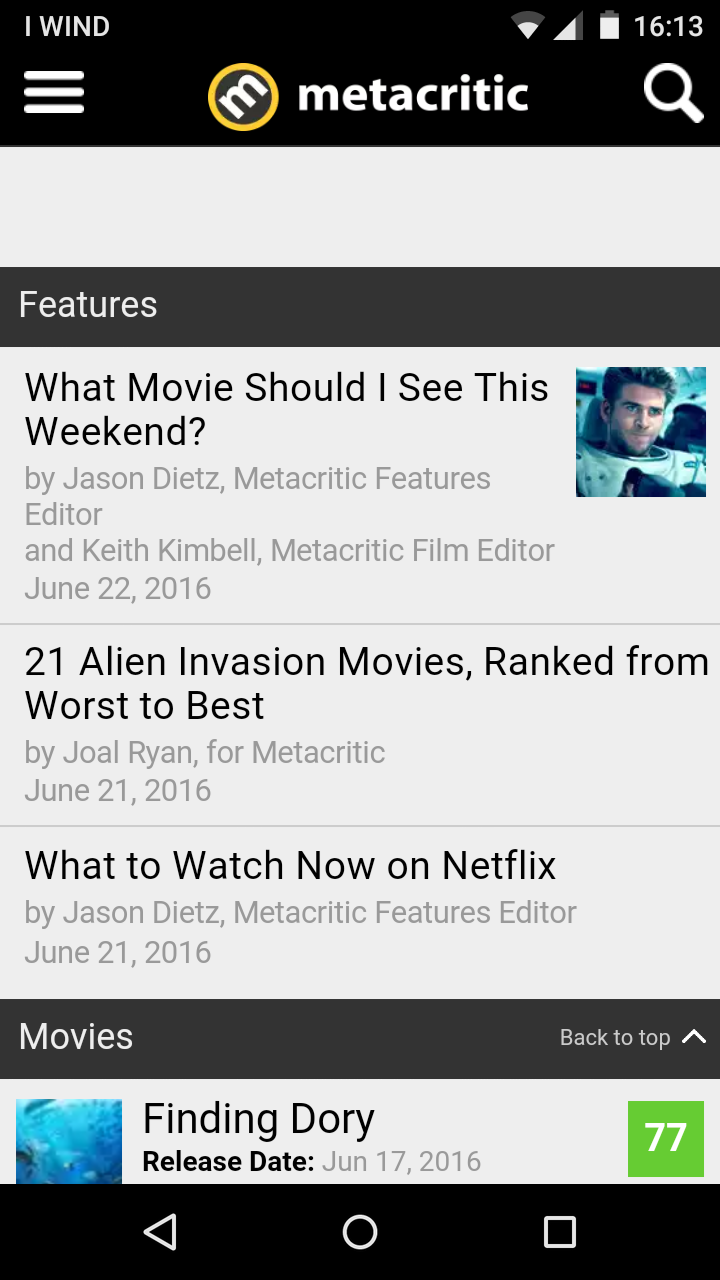 I WIND 16:13
m metacritic
Features
What Movie Should I See This
Weekend?
by Jason Dietz, Metacritic Features
Editor
and Keith Kimbell, Metacritic Film Editor
June 22, 2016
21 Alien Invasion Movies, Ranked from
Worst to Best
by Joal Ryan, for Metacritic
June 21, 2016
What to Watch Now on Netflix
by Jason Dietz, Metacritic Features Editor
June 21, 2016
Movies Back to top
Finding Dory
Release Date: Jun 17, 2016
77